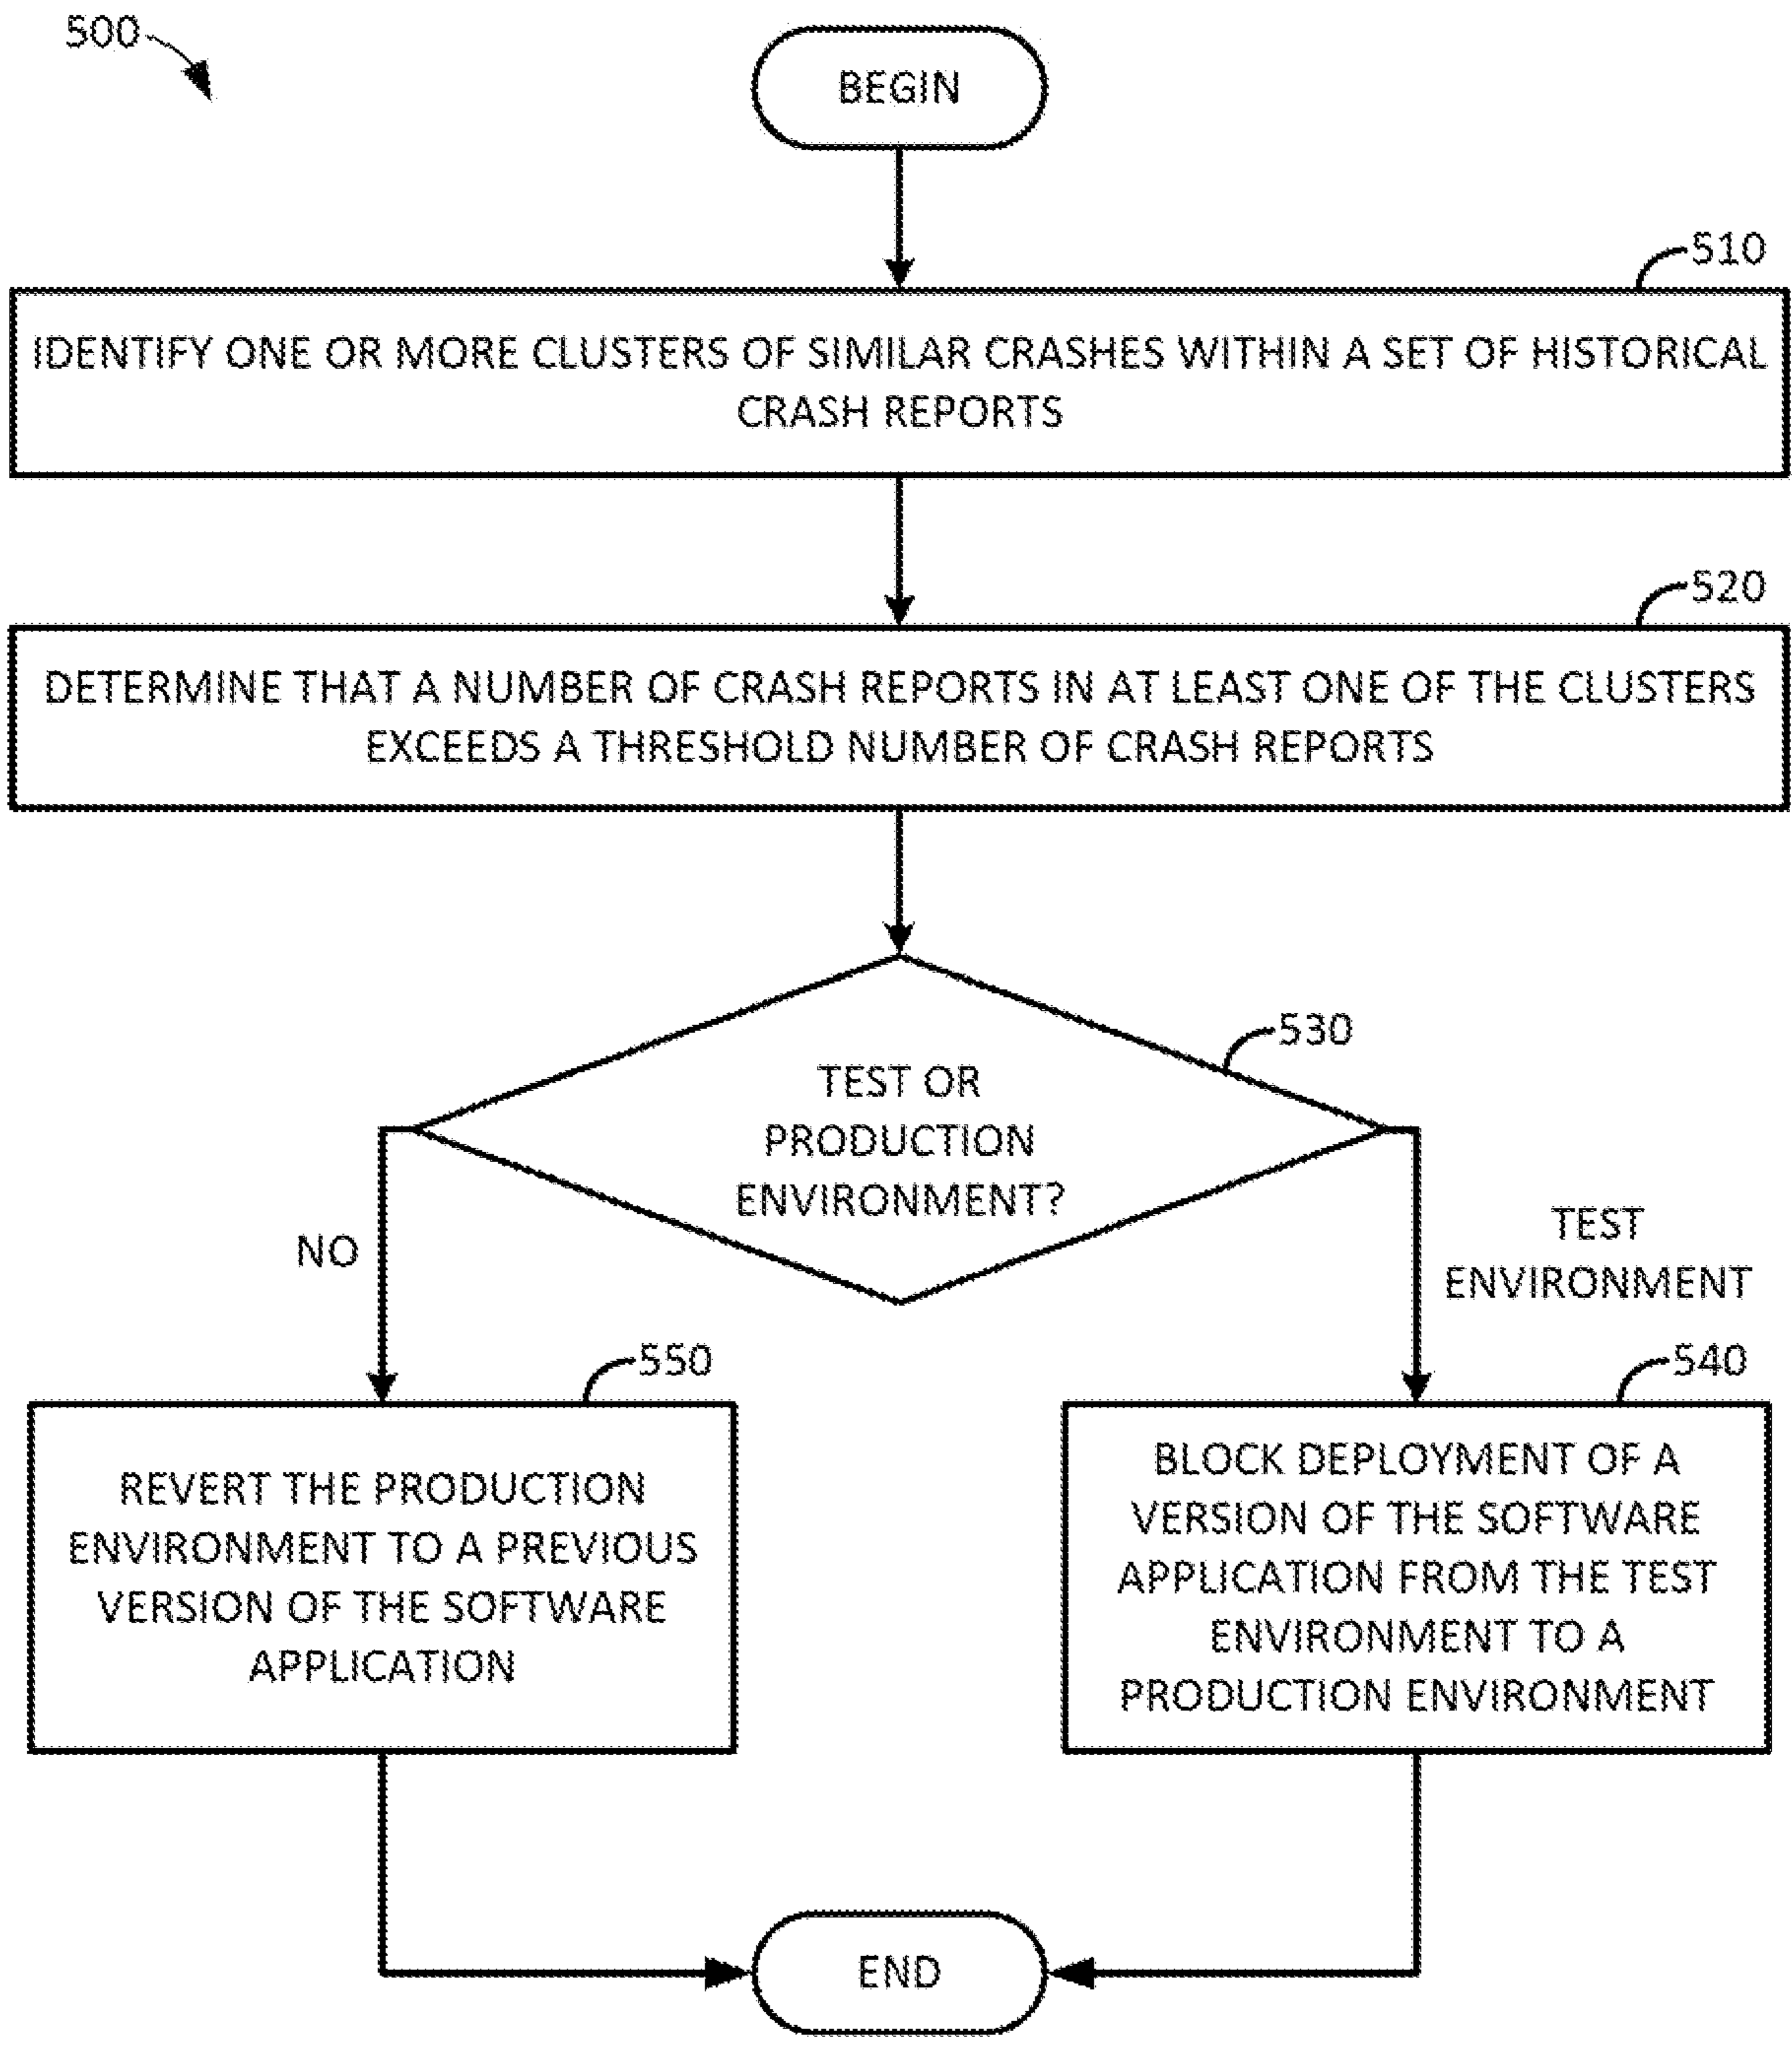 500
BEGIN
510
IDENTIFY ONE OR MORE CLUSTERS OF SIMILAR CRASHES WITHIN A SET OF HISTORICAL
CRASH REPORTS
520
DETERMINE THAT A NUMBER OF CRASH REPORTS IN AT LEAST ONE OF THE CLUSTERS
EXCEEDS A THRESHOLD NUMBER OF CRASH REPORTS
530
TEST OR
PRODUCTION
ENVIRONMENT?
NO
TEST
ENVIRONMENT
550
REVERT THE PRODUCTION
ENVIRONMENT TO A PREVIOUS
VERSION OF THE SOFTWARE
APPLICATION
540
BLOCK DEPLOYMENT OF A
VERSION OF THE SOFTWARE
APPLICATION FROM THE TEST
ENVIRONMENT TO A
PRODUCTION ENVIRONMENT
END